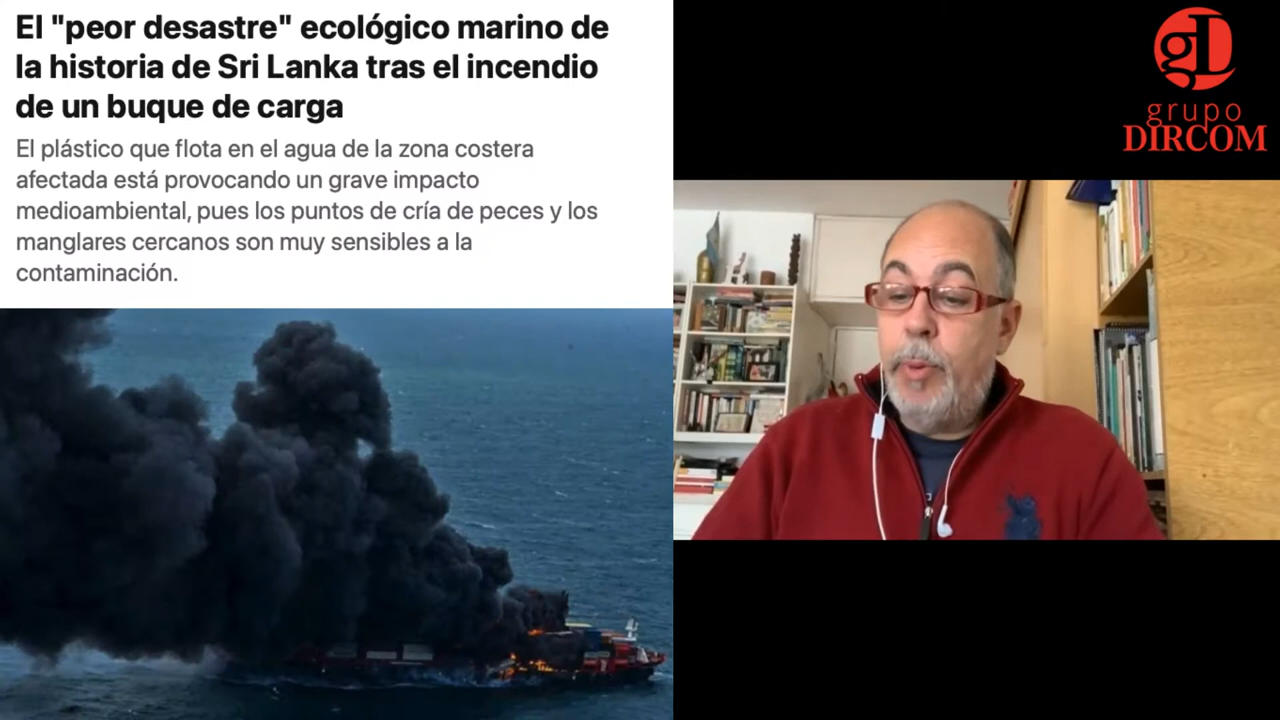 El "peor desastre" ecológico marino de
la historia de Sri Lanka tras el incendio
de un buque de carga
El plástico que flota en el agua de la zona costera
afectada está provocando un grave impacto
medioambiental, pues los puntos de cría de peces y los
manglares cercanos son muy sensibles a la
contaminación.
gD
grupo
DIRCOM